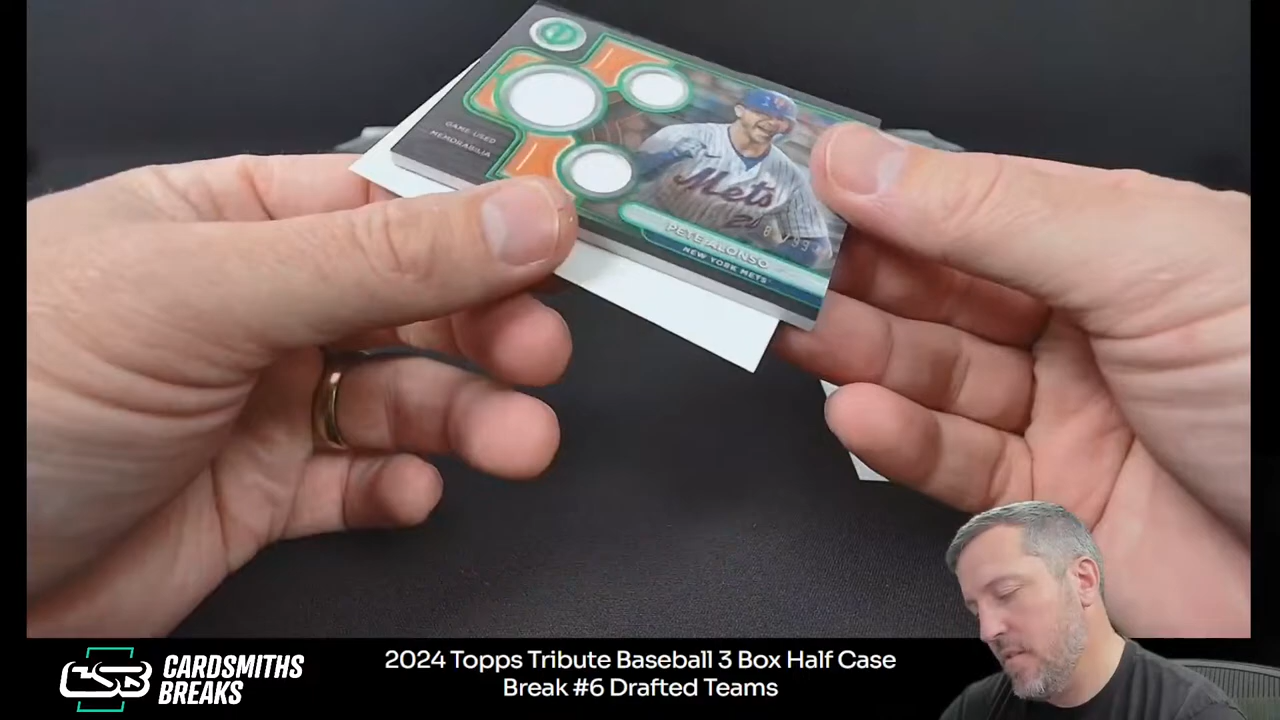 GAME-USED
MEMORABILIA
Mets
PETE ALONSO
NEW YORK METS
CSB
CARDSMITHS
BREAKS
2024 Topps Tribute Baseball 3 Box Half Case
Break #6 Drafted Teams